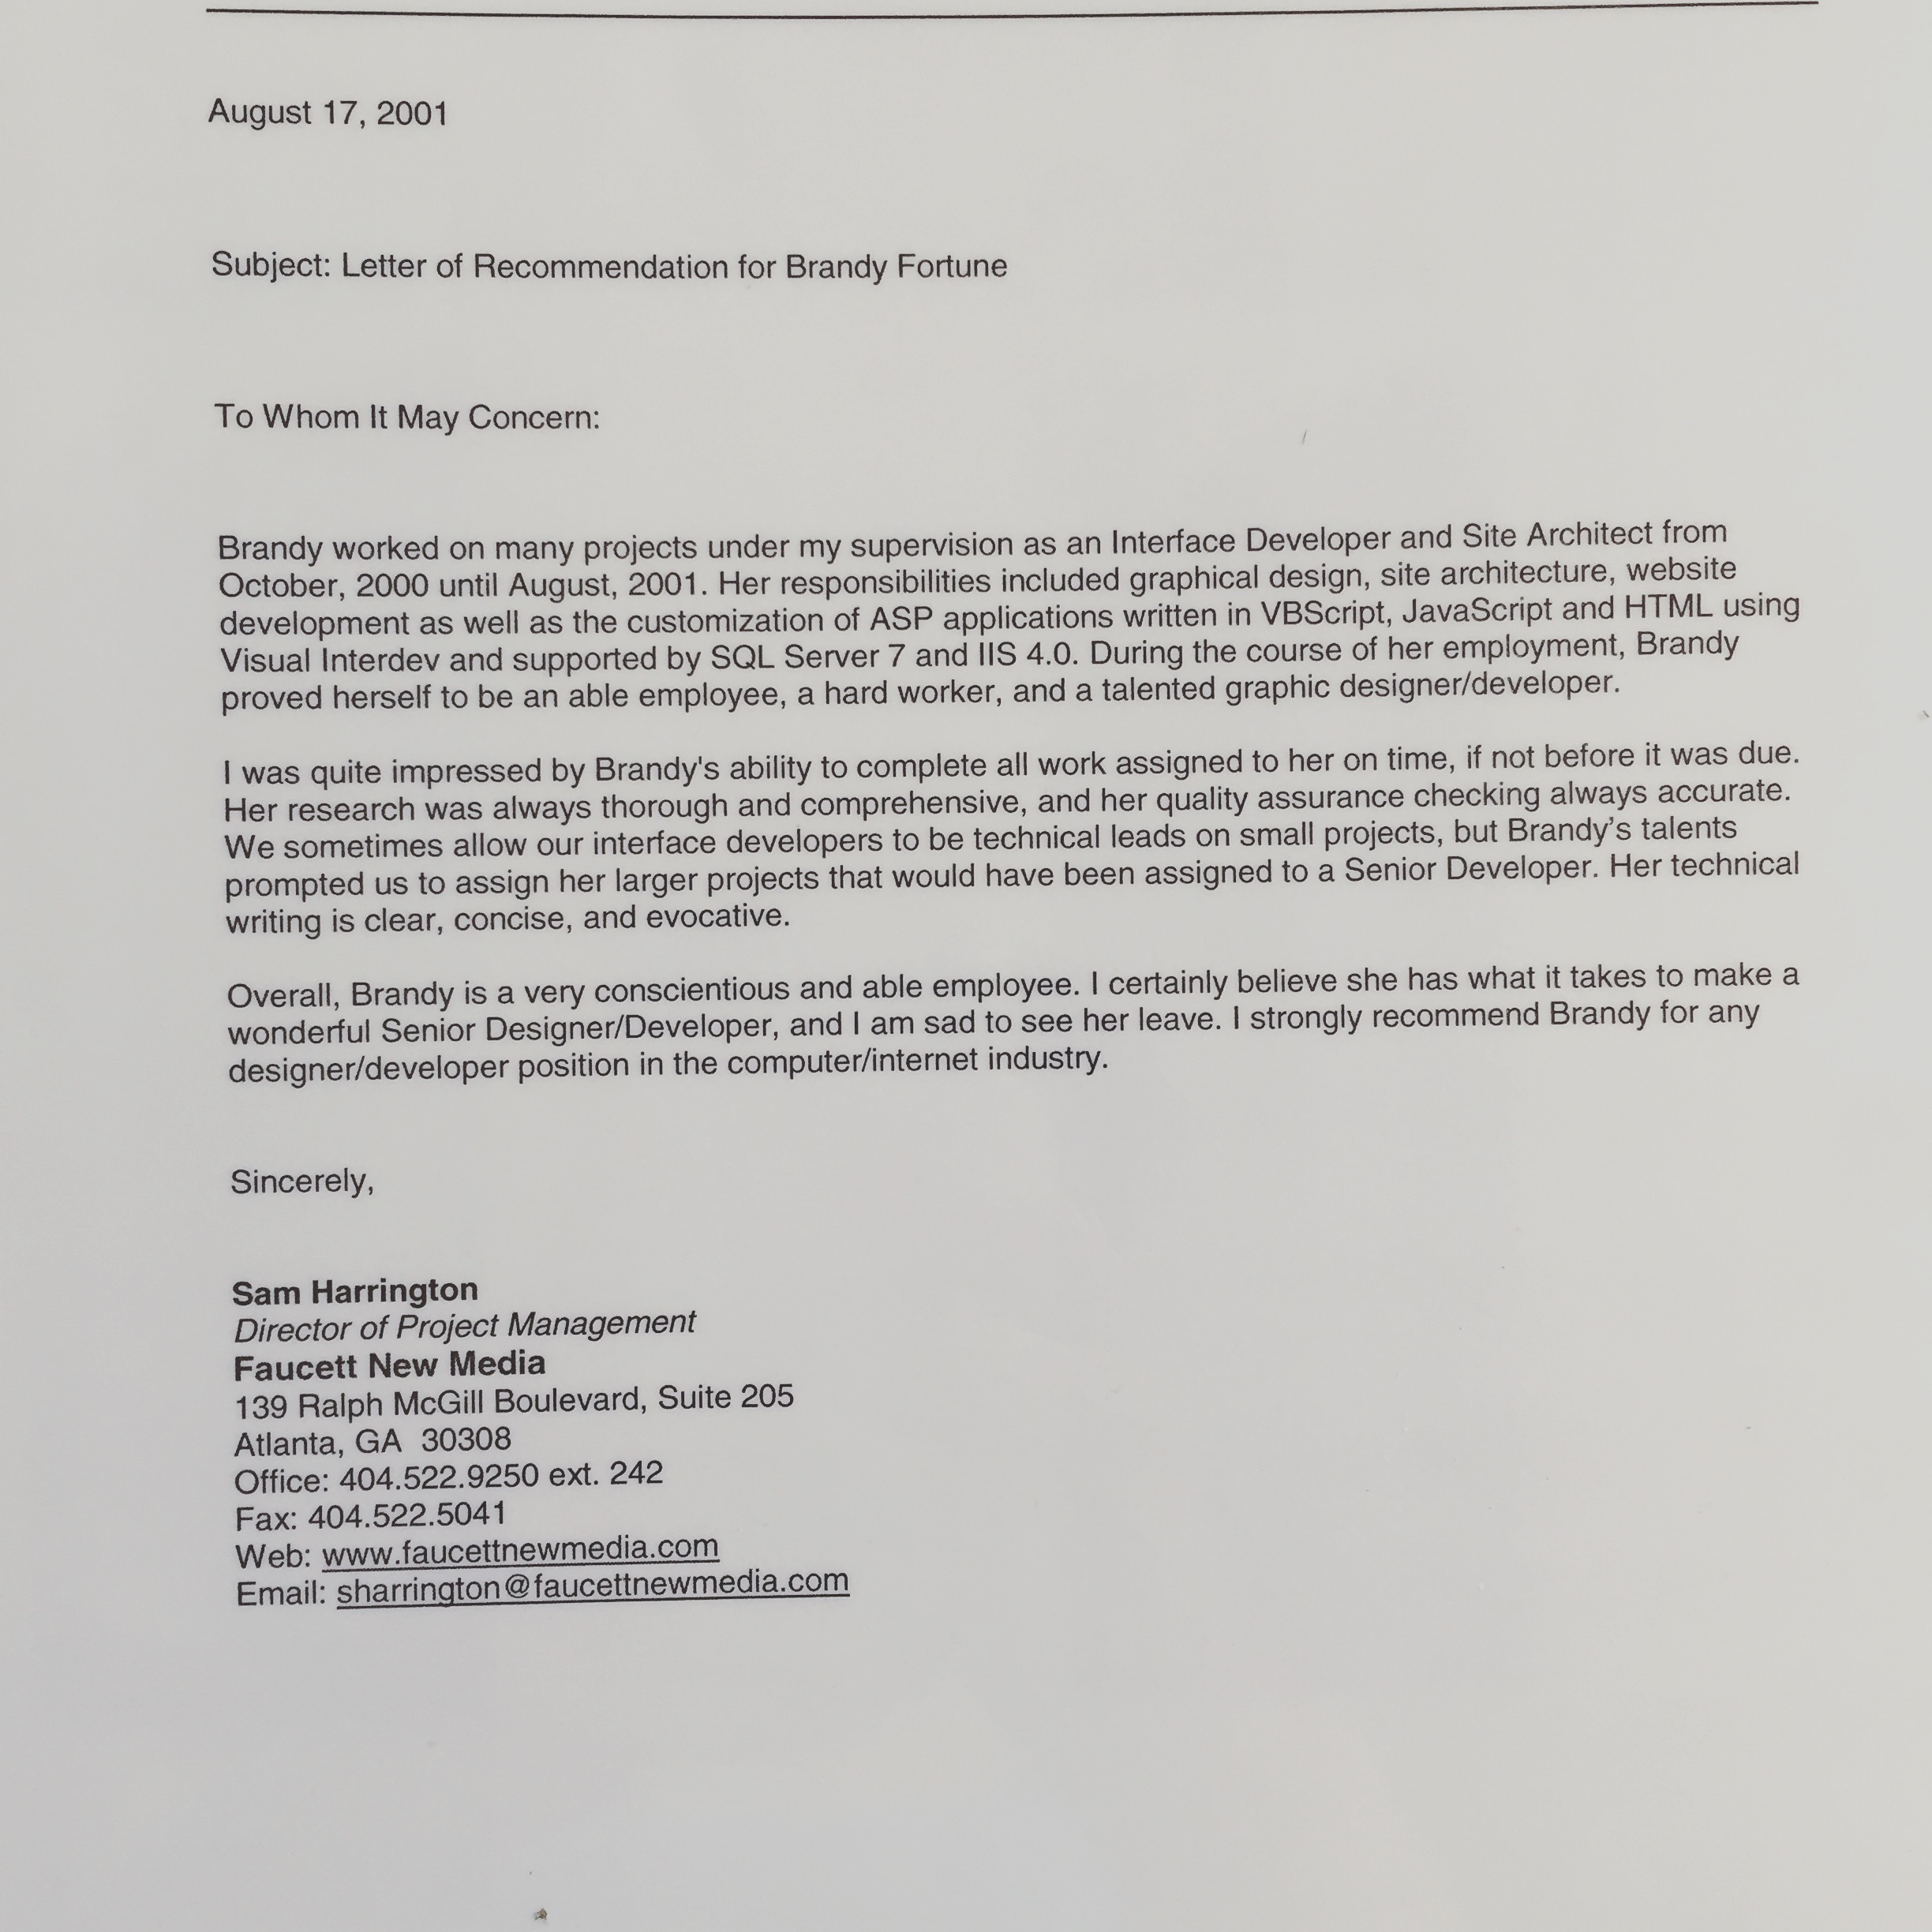 August 17, 2001
Subject: Letter of Recommendation for Brandy Fortune
To Whom It May Concern:
Brandy worked on many projects under my supervision as an Interface Developer and Site Architect from
October, 2000 until August, 2001. Her responsibilities included graphical design, site architecture, website
development as well as the customization of ASP applications written in VBScript, JavaScript and HTML using
Visual Interdev and supported by SQL Server 7 and IIS 4.0. During the course of her employment, Brandy
proved herself to be an able employee, a hard worker, and a talented graphic designer/developer.
I was quite impressed by Brandy's ability to complete all work assigned to her on time, if not before it was due.
Her research was always thorough and comprehensive, and her quality assurance checking always accurate.
We sometimes allow our interface developers to be technical leads on small projects, but Brandy’s talents
prompted us to assign her larger projects that would have been assigned to a Senior Developer. Her technical
writing is clear, concise, and evocative.
Overall, Brandy is a very conscientious and able employee. I certainly believe she has what it takes to make a
wonderful Senior Designer/Developer, and I am sad to see her leave. I strongly recommend Brandy for any
designer/developer position in the computer/internet industry.
Sincerely,
Sam Harrington
Director of Project Management
Faucett New Media
139 Ralph McGill Boulevard, Suite 205
Atlanta, GA  30308
Office: 404.522.9250 ext. 242
Fax: 404.522.5041
Web: www.faucettnewmedia.com
Email: sharrington@faucettnewmedia.com